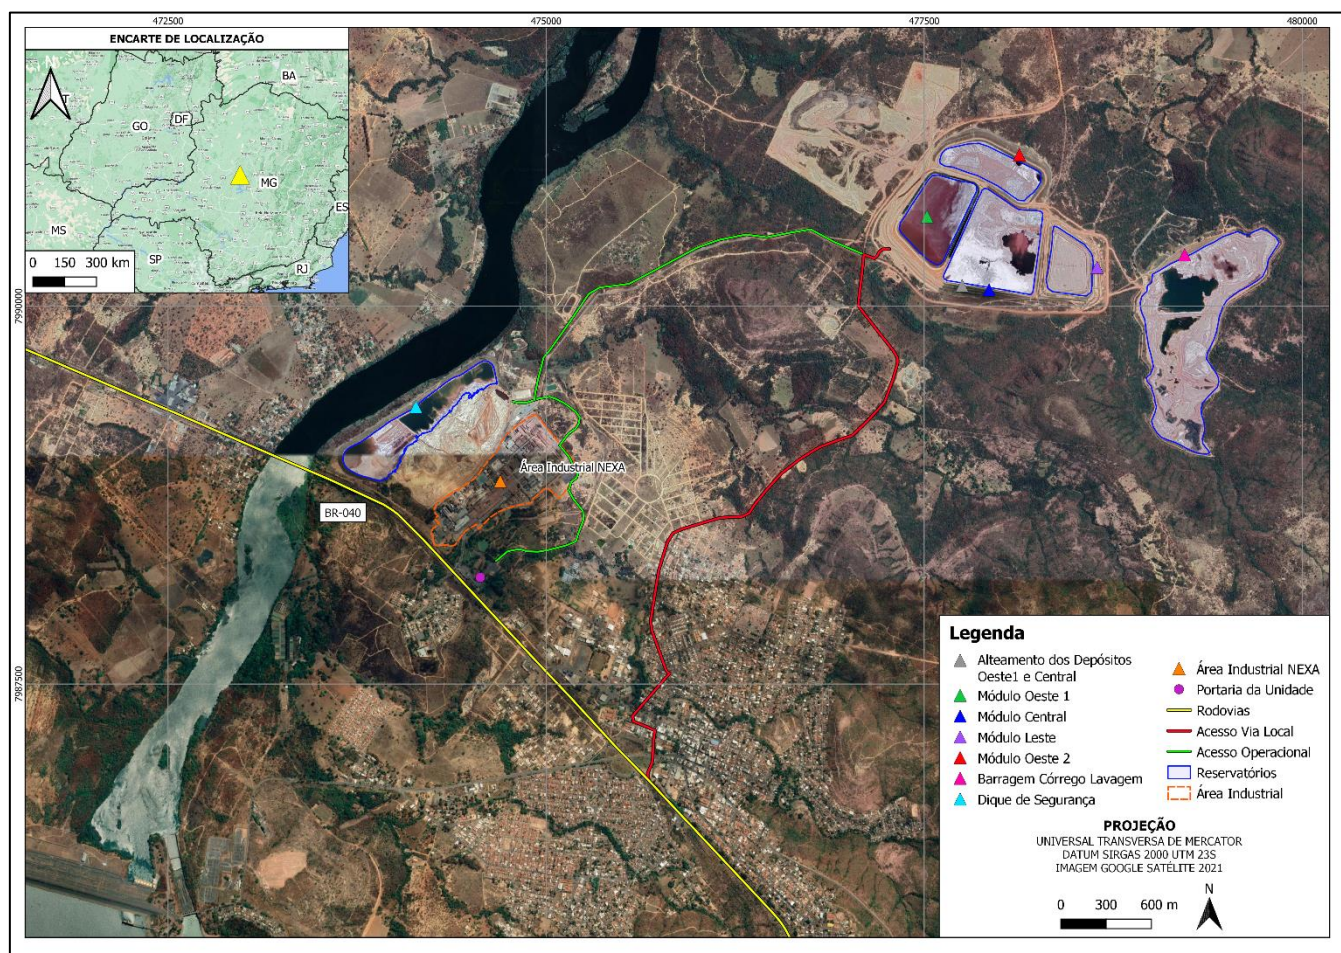 472500
475000
477500
480000
ENCARTE DE LOCALIZAÇÃO
BA
GO
DF
MG
ES
MS
SP
RJ
0 150 300 km
7990000
7987500
Área Industrial NEXA
BR-040
Legenda
Alteamento dos Depósitos
Oeste1 e Central
Módulo Oeste 1
Módulo Central
Módulo Leste
Módulo Oeste 2
Barragem Córrego Lavagem
Dique de Segurança
Área Industrial NEXA
Portaria da Unidade
Rodovias
Acesso Via Local
Acesso Operacional
Reservatórios
Área Industrial
PROJEÇÃO
UNIVERSAL TRANSVERSA DE MERCATOR
DATUM SIRGAS 2000 UTM 23S
IMAGEM GOOGLE SATÉLITE 2021
0 300 600 m
N